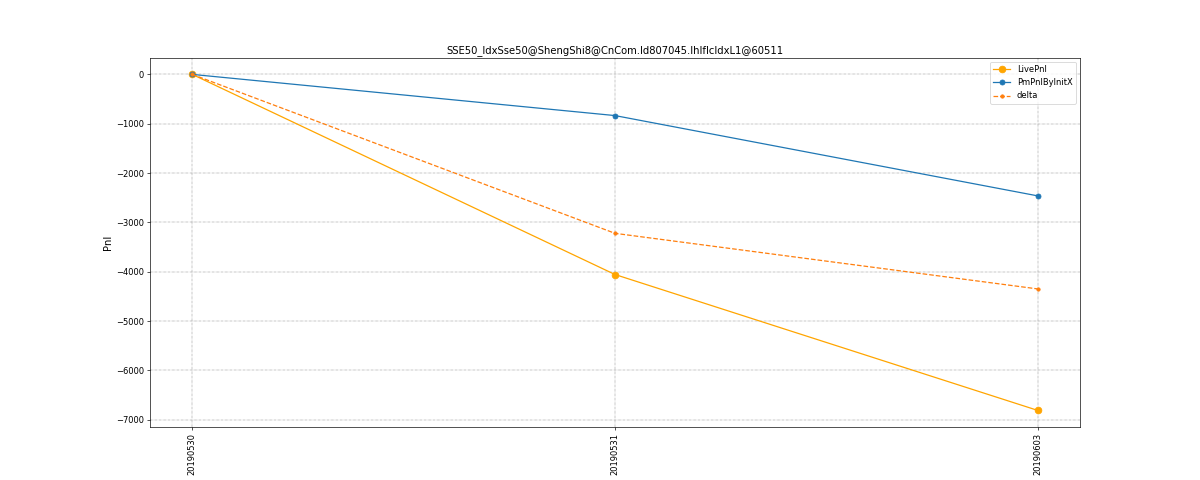 SSE50_IdxSse50@ShengShi8@CnCom.Id807045.IhIfIcIdxL1@60511
LivePnl
PmPnlByInitX
delta
0
−1000
−2000
−3000
−4000
−5000
−6000
−7000
Pnl
20190530
20190531
20190603